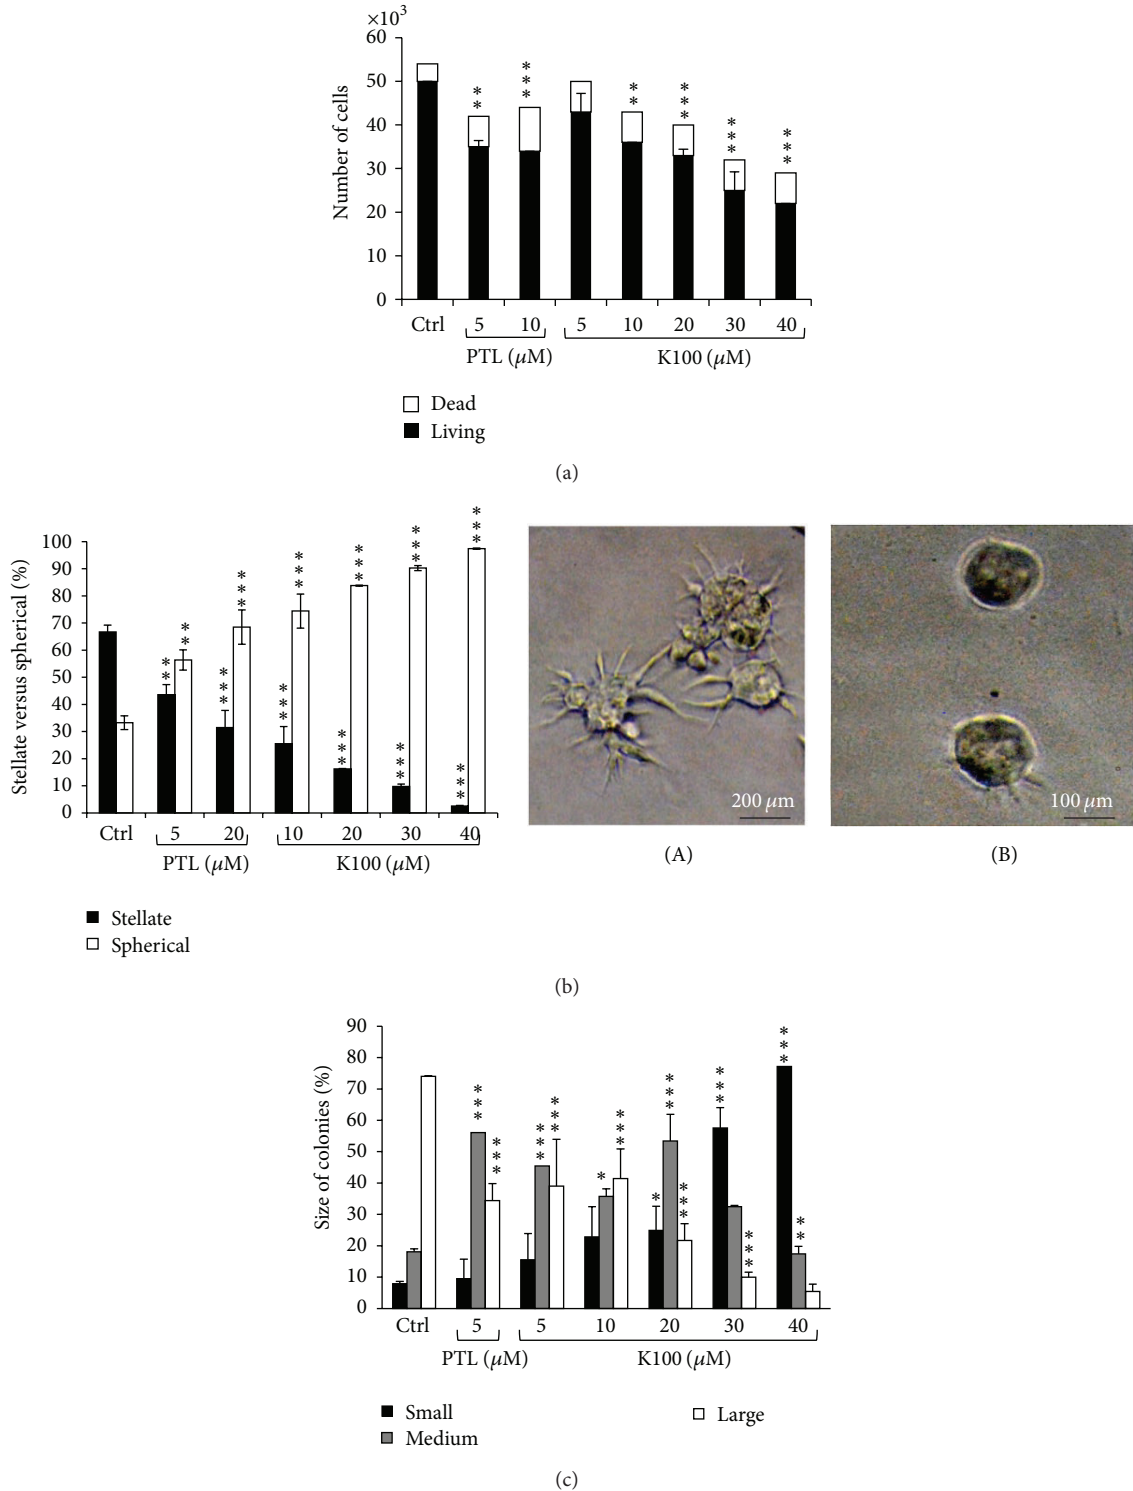 ×10³
60
50
40
30
20
10
0
Number of cells
** *** ** *** *** ***
Ctrl 5 10 5 10 20 30 40
PTL (μM) K100 (μM)
Dead
Living
(a)
100
90
80
70
60
50
40
30
20
10
0
Stellate versus spherical (%)
** ** *** *** *** *** *** *** *** *** *** ***
Ctrl 5 20 10 20 30 40
PTL (μM) K100 (μM)
Stellate
Spherical
200 μm
(A)
100 μm
(B)
(b)
90
80
70
60
50
40
30
20
10
0
Size of colonies (%)
*** *** *** *** * *** * *** *** *** *** *** **
Ctrl 5 5 10 20 30 40
PTL (μM) K100 (μM)
Small Large
Medium
(c)